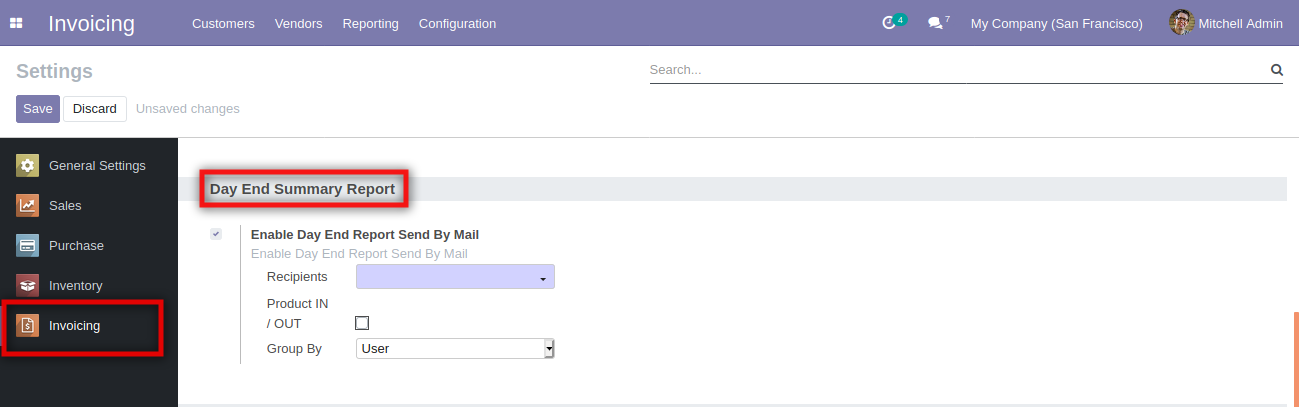 Invoicing Customers Vendors Reporting Configuration 4 7 My Company (San Francisco) Mitchell Admin
Settings Search...
Save Discard Unsaved changes
General Settings
Sales
Purchase
Inventory
Invoicing
Day End Summary Report
Enable Day End Report Send By Mail
Enable Day End Report Send By Mail
Recipients
Product IN
/ OUT
Group By User